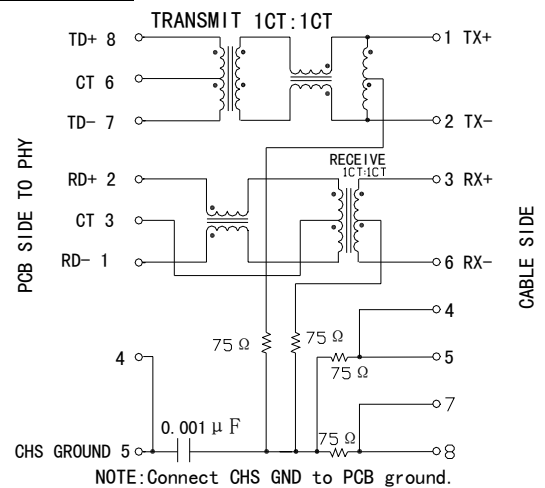 TRANSMIT 1CT:1CT
TD+ 8
1 TX+
CT 6
TD- 7
2 TX-
PCB SIDE TO PHY
CABLE SIDE
RECEIVE
1CT:1CT
RD+ 2
3 RX+
CT 3
RD- 1
6 RX-
4
75 Ω
75 Ω
4
5
75 Ω
7
0.001 μF
75 Ω
CHS GROUND 5
8
NOTE:Connect CHS GND to PCB ground.